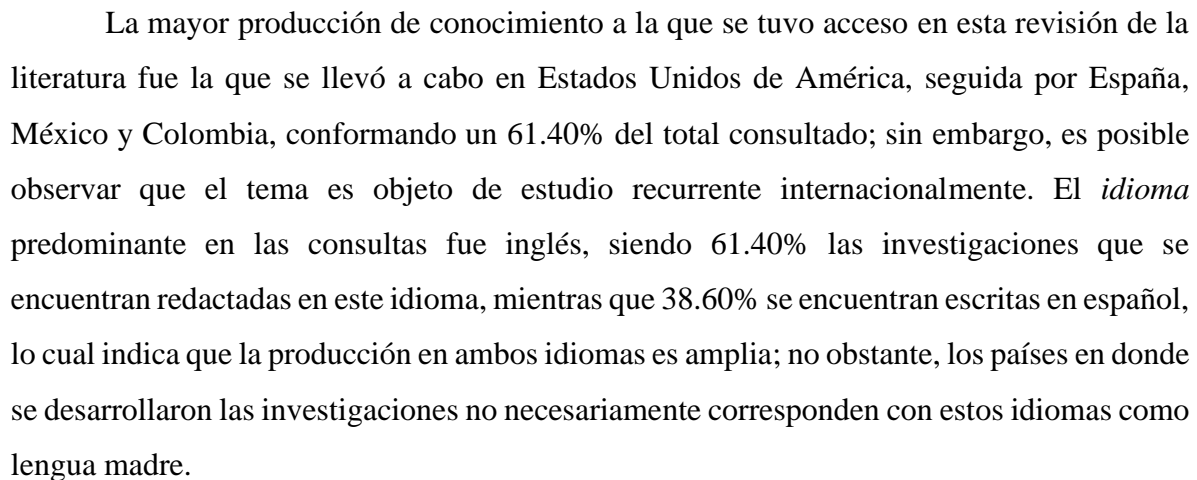 La mayor producción de conocimiento a la que se tuvo acceso en esta revisión de la
literatura fue la que se llevó a cabo en Estados Unidos de América, seguida por España,
México y Colombia, conformando un 61.40% del total consultado; sin embargo, es posible
observar que el tema es objeto de estudio recurrente internacionalmente. El idioma
predominante en las consultas fue inglés, siendo 61.40% las investigaciones que se
encuentran redactadas en este idioma, mientras que 38.60% se encuentran escritas en español,
lo cual indica que la producción en ambos idiomas es amplia; no obstante, los países en donde
se desarrollaron las investigaciones no necesariamente corresponden con estos idiomas como
lengua madre.